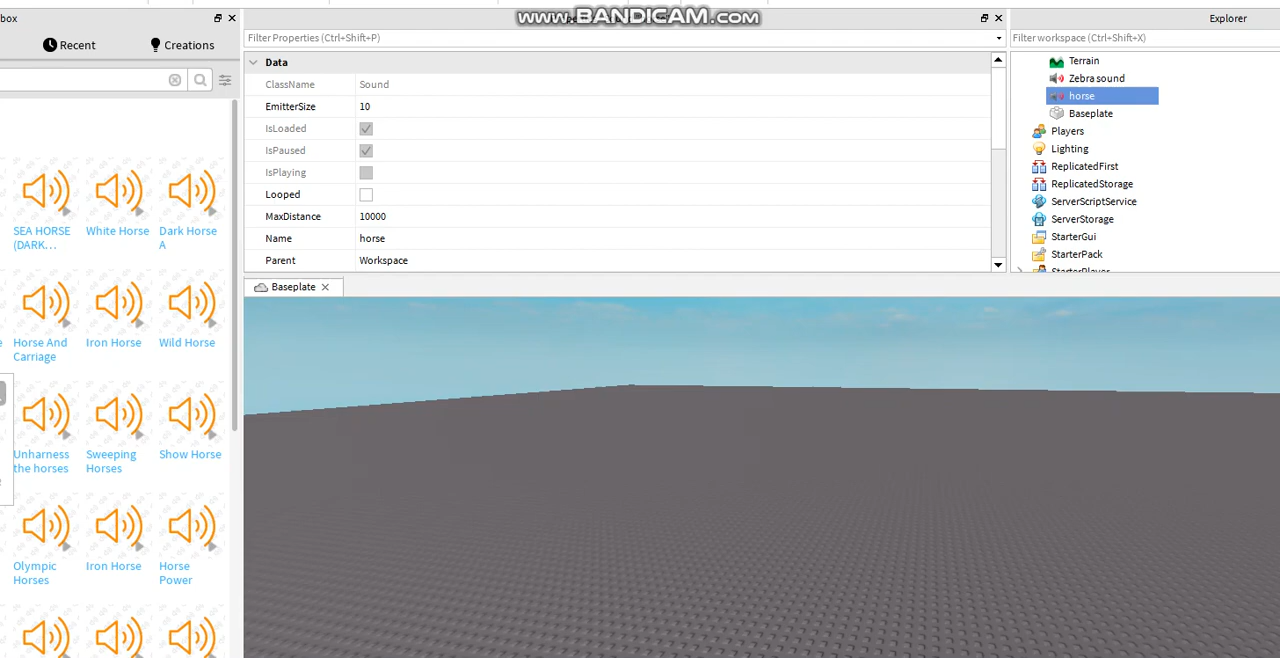 www.BANDICAM.com
box
Explorer
Recent
Creations
Filter Properties (Ctrl+Shift+P)
Filter workspace (Ctrl+Shift+X)
Data
ClassName Sound
EmitterSize 10
IsLoaded
IsPaused
IsPlaying
Looped
MaxDistance 10000
Name horse
Parent Workspace
Terrain
Zebra sound
horse
Baseplate
Players
Lighting
ReplicatedFirst
ReplicatedStorage
ServerScriptService
ServerStorage
StarterGui
StarterPack
StarterPlayer
Baseplate
SEA HORSE
(DARK...
White Horse
Dark Horse
A
Horse And
Carriage
Iron Horse
Wild Horse
Unharness
the horses
Sweeping
Horses
Show Horse
Olympic
Horses
Iron Horse
Horse
Power